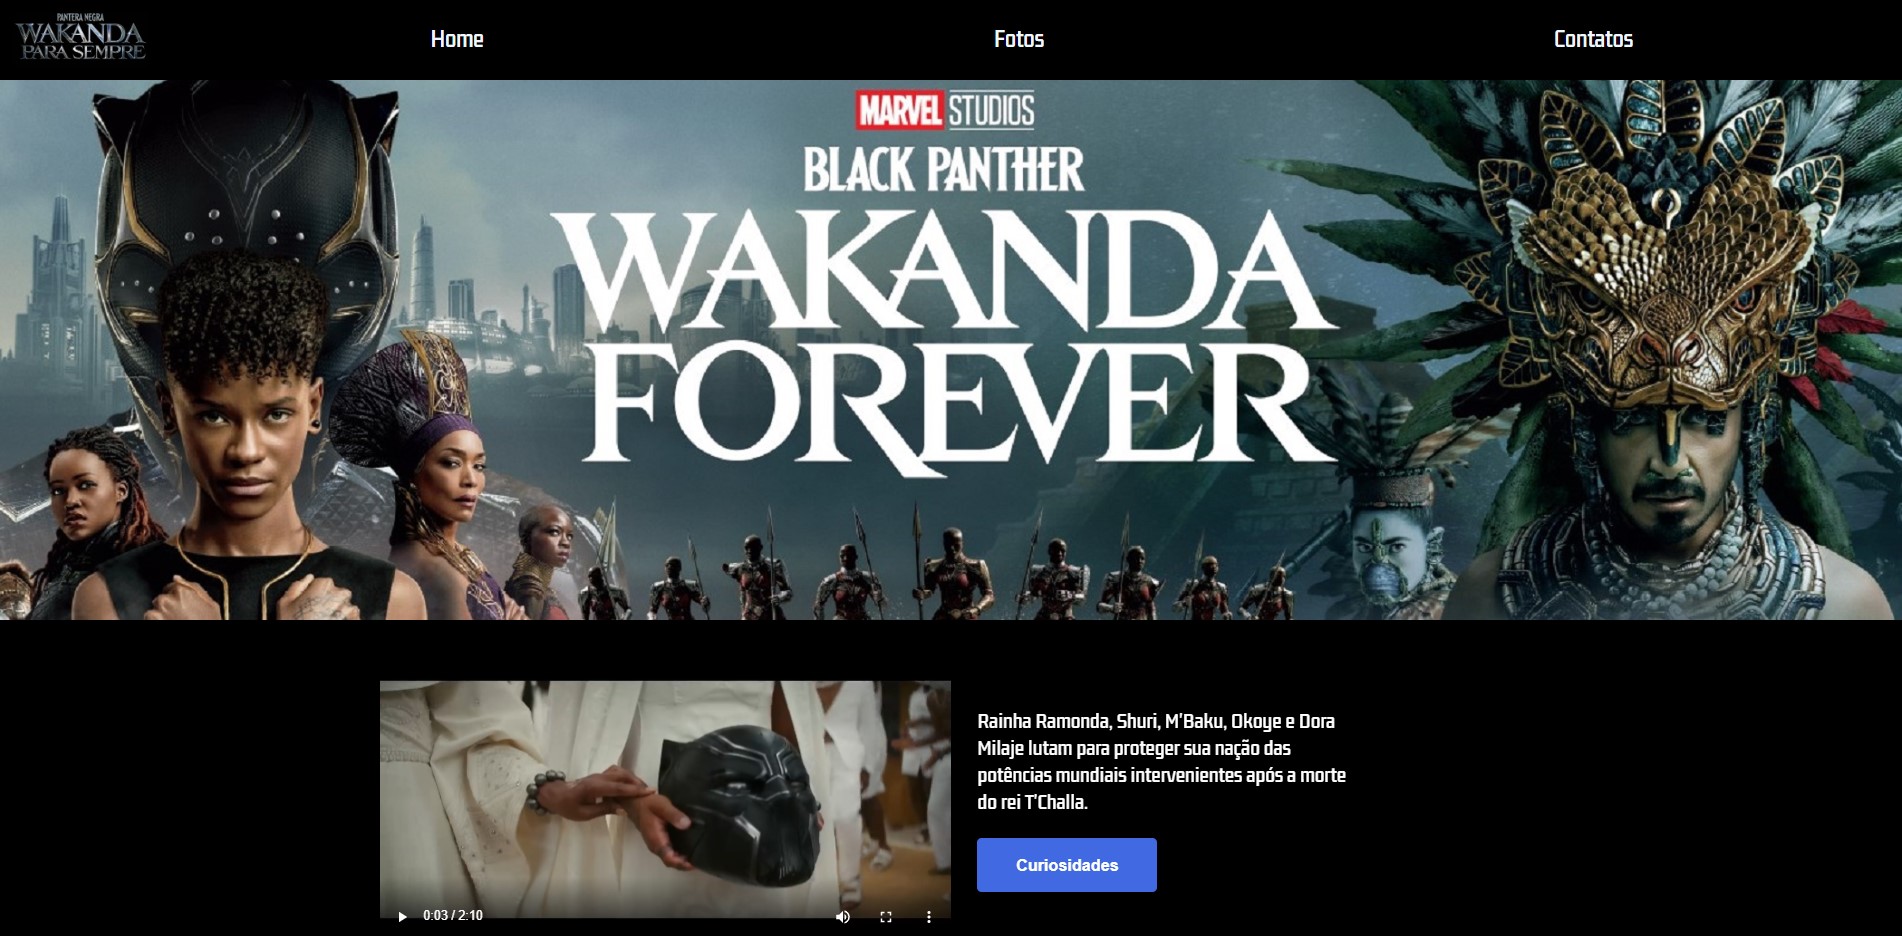 PANTERA NEGRA
WAKANDA
PARA SEMPRE
Home
Fotos
Contatos
MARVEL STUDIOS
BLACK PANTHER
WAKANDA
FOREVER
Rainha Ramonda, Shuri, M'Baku, Okoye e Dora
Milaje lutam para proteger sua nação das
potências mundiais intervenientes após a morte
do rei T'Challa.
Curiosidades
0:03 / 2:10